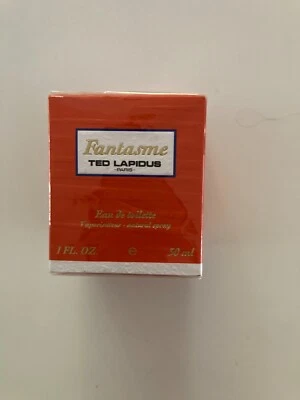 Fantasme
TED LAPIDUS
-PARIS-
Eau de toilette
Vaporisateur - natural spray
1 FL. OZ. ℮ 30 ml